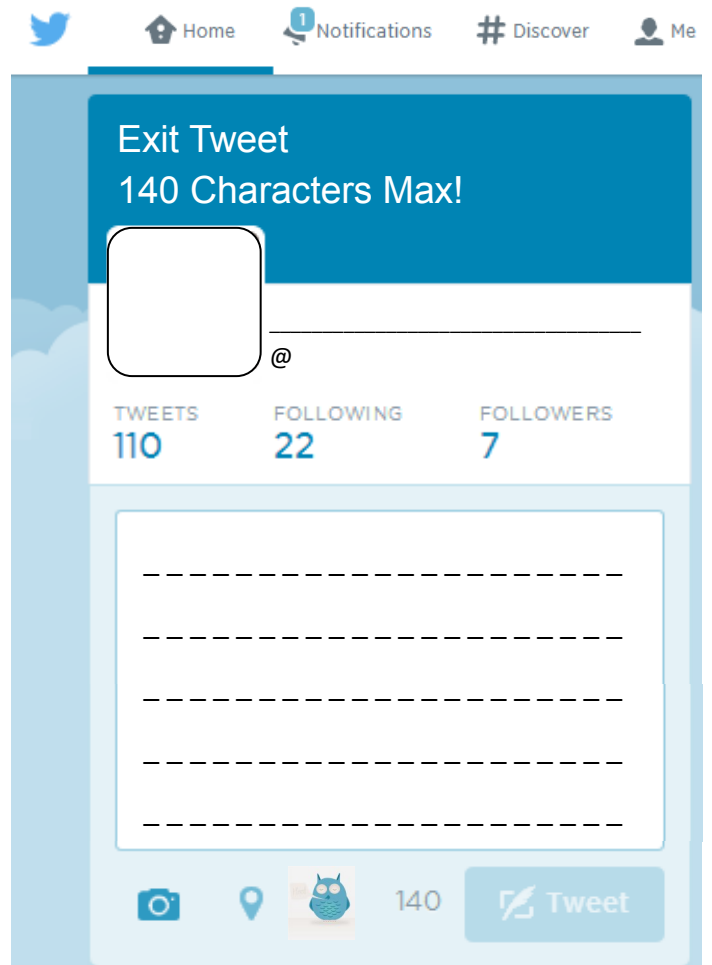 Home 1 Notifications Discover Me
Exit Tweet
140 Characters Max!
@
TWEETS FOLLOWING FOLLOWERS
110 22 7
140 Tweet